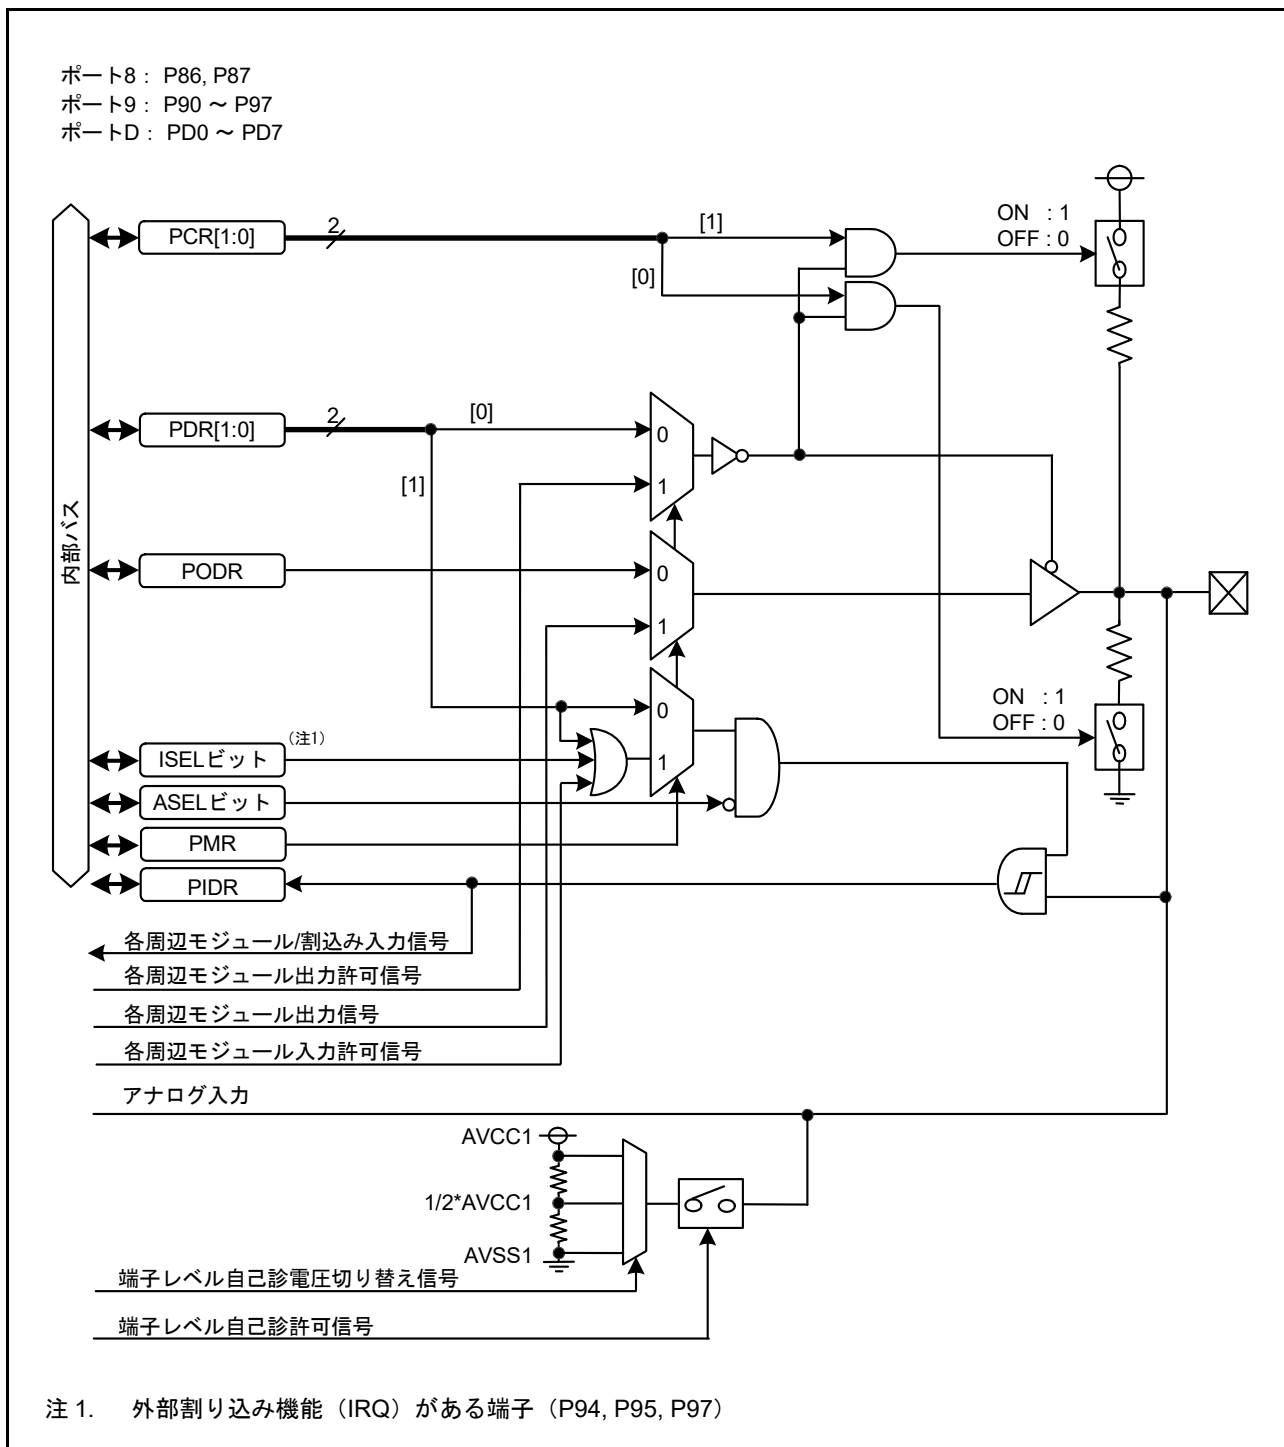 ポート8： P86, P87
ポート9： P90 ～ P97
ポートD： PD0 ～ PD7
内部バス
PCR[1:0]
2
[1]
[0]
ON : 1
OFF : 0
PDR[1:0]
2
[0]
[1]
0
1
PODR
0
1
0
1
ON : 1
OFF : 0
ISELビット
（注1）
ASELビット
PMR
PIDR
各周辺モジュール/割込み入力信号
各周辺モジュール出力許可信号
各周辺モジュール出力信号
各周辺モジュール入力許可信号
アナログ入力
AVCC1
1/2*AVCC1
AVSS1
端子レベル自己診電圧切り替え信号
端子レベル自己診許可信号
注 1. 外部割り込み機能（IRQ）がある端子（P94, P95, P97）